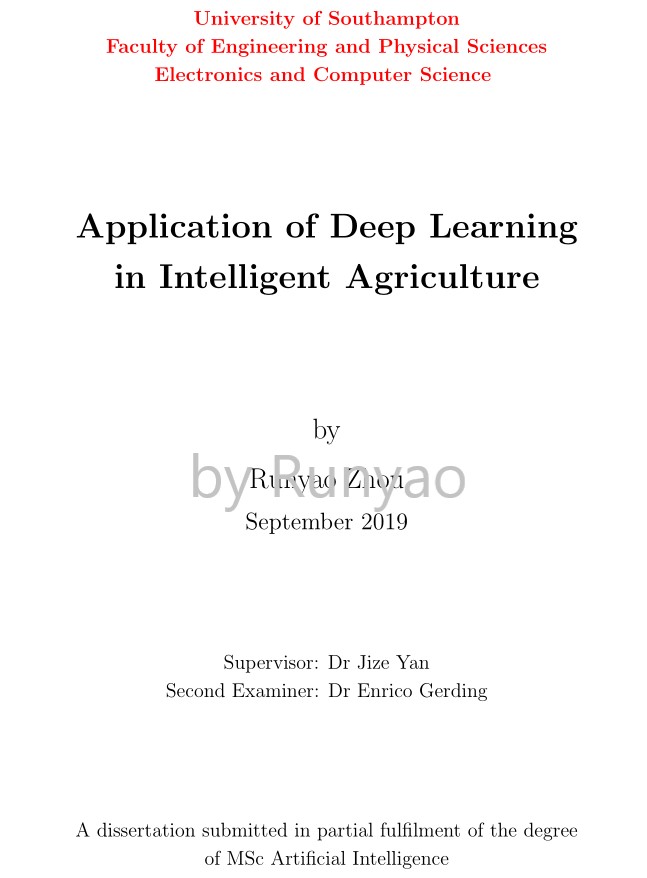 University of Southampton
Faculty of Engineering and Physical Sciences
Electronics and Computer Science
Application of Deep Learning
in Intelligent Agriculture
by
Runyao Zhou
by Runyao
September 2019
Supervisor: Dr Jize Yan
Second Examiner: Dr Enrico Gerding
A dissertation submitted in partial fulfilment of the degree
of MSc Artificial Intelligence